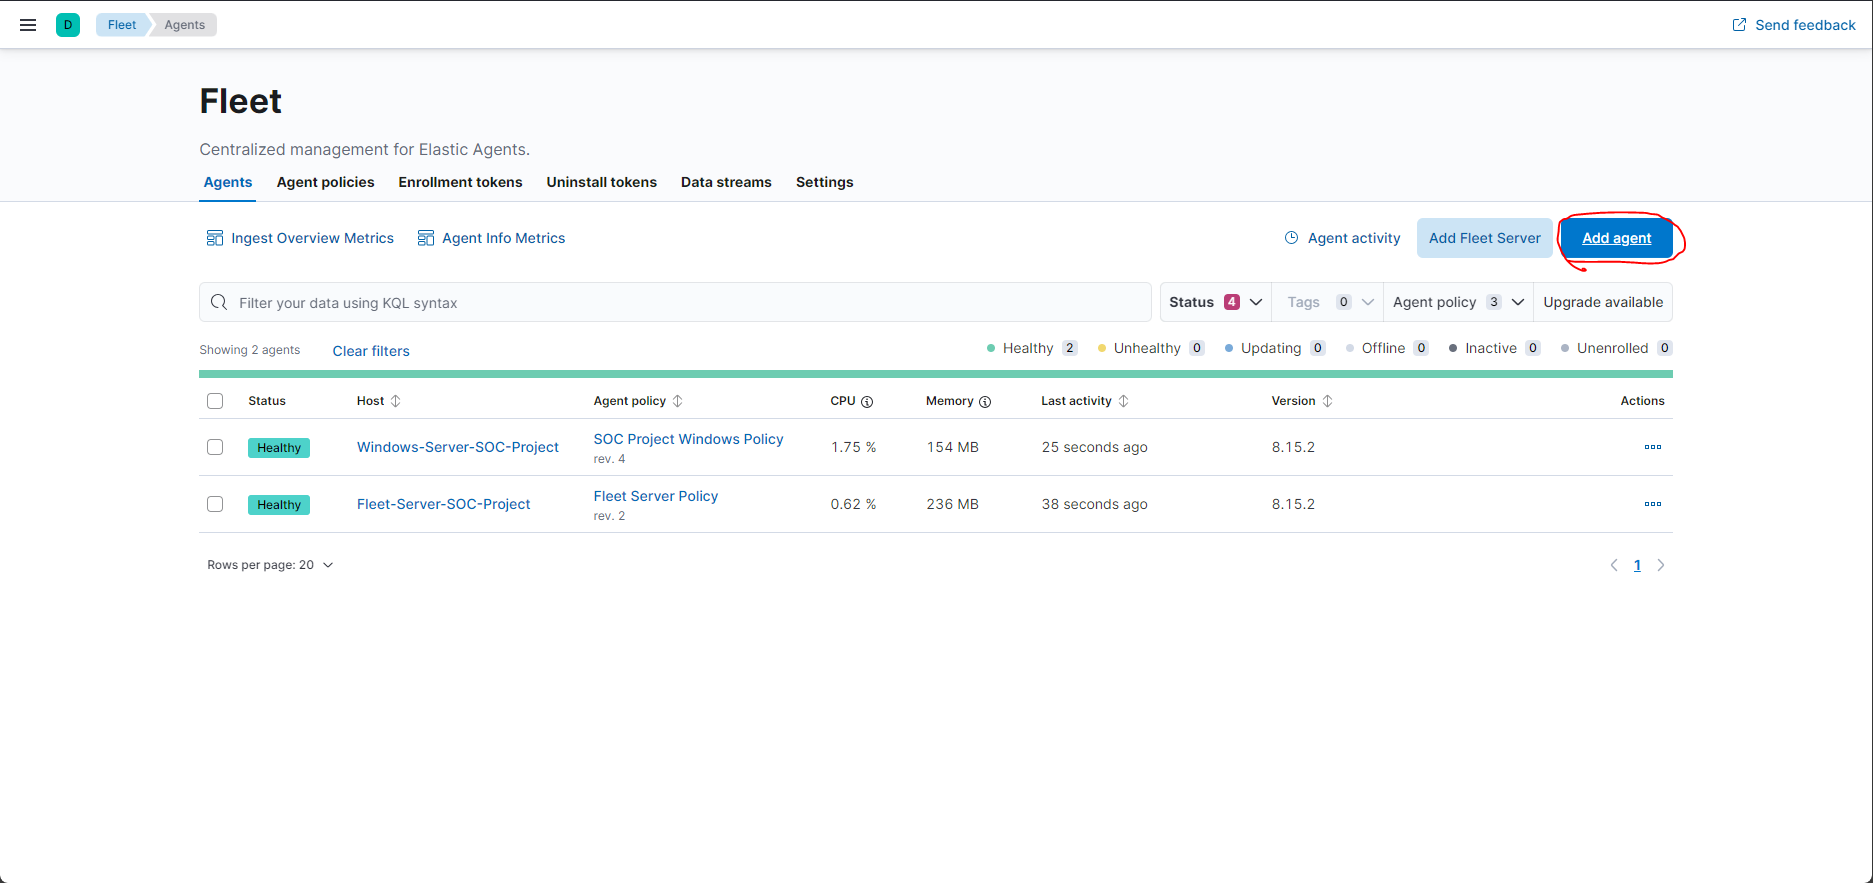 D Fleet Agents Send feedback
Fleet
Centralized management for Elastic Agents.
Agents Agent policies Enrollment tokens Uninstall tokens Data streams Settings
Ingest Overview Metrics Agent Info Metrics Agent activity Add Fleet Server Add agent
Filter your data using KQL syntax Status 4 Tags 0 Agent policy 3 Upgrade available
Showing 2 agents Clear filters Healthy 2 Unhealthy 0 Updating 0 Offline 0 Inactive 0 Unenrolled 0
Status Host Agent policy CPU Memory Last activity Version Actions
Healthy Windows-Server-SOC-Project SOC Project Windows Policy 1.75 % 154 MB 25 seconds ago 8.15.2
rev. 4
Healthy Fleet-Server-SOC-Project Fleet Server Policy 0.62 % 236 MB 38 seconds ago 8.15.2
rev. 2
Rows per page: 20 1